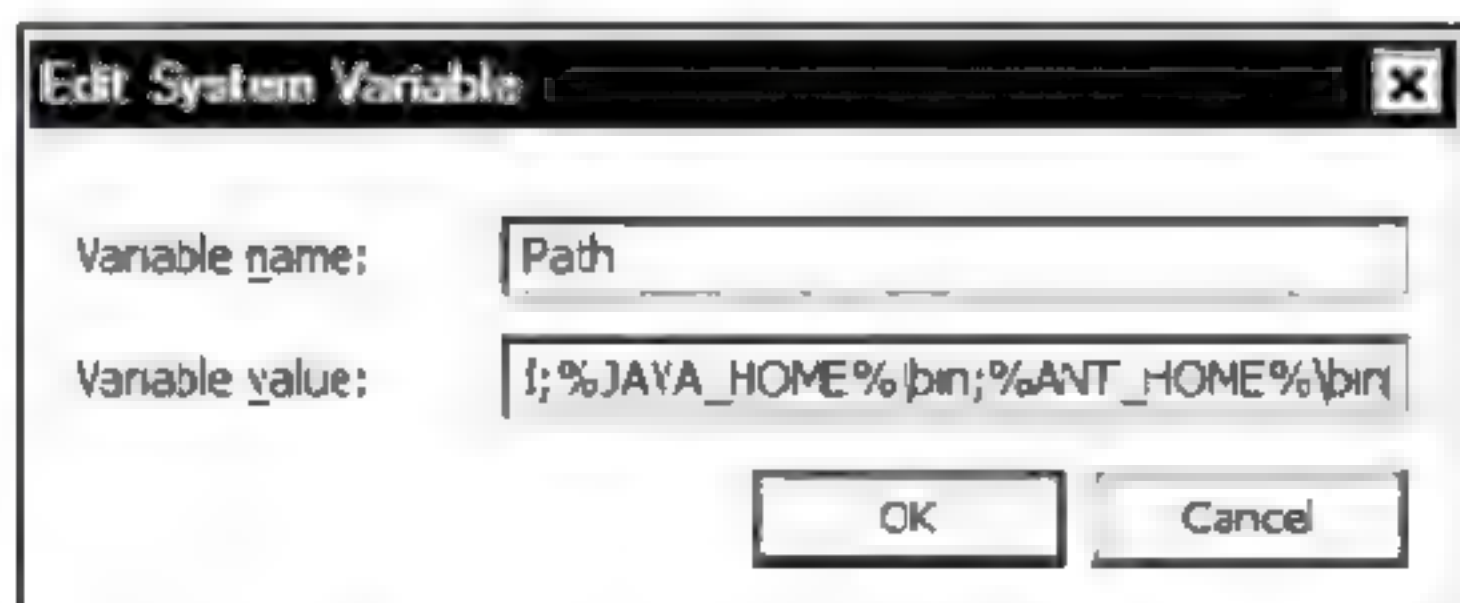 Edit System Variable
Variable name: Path
Variable value: ;%JAVA_HOME%\bin;%ANT_HOME%\bin
OK Cancel